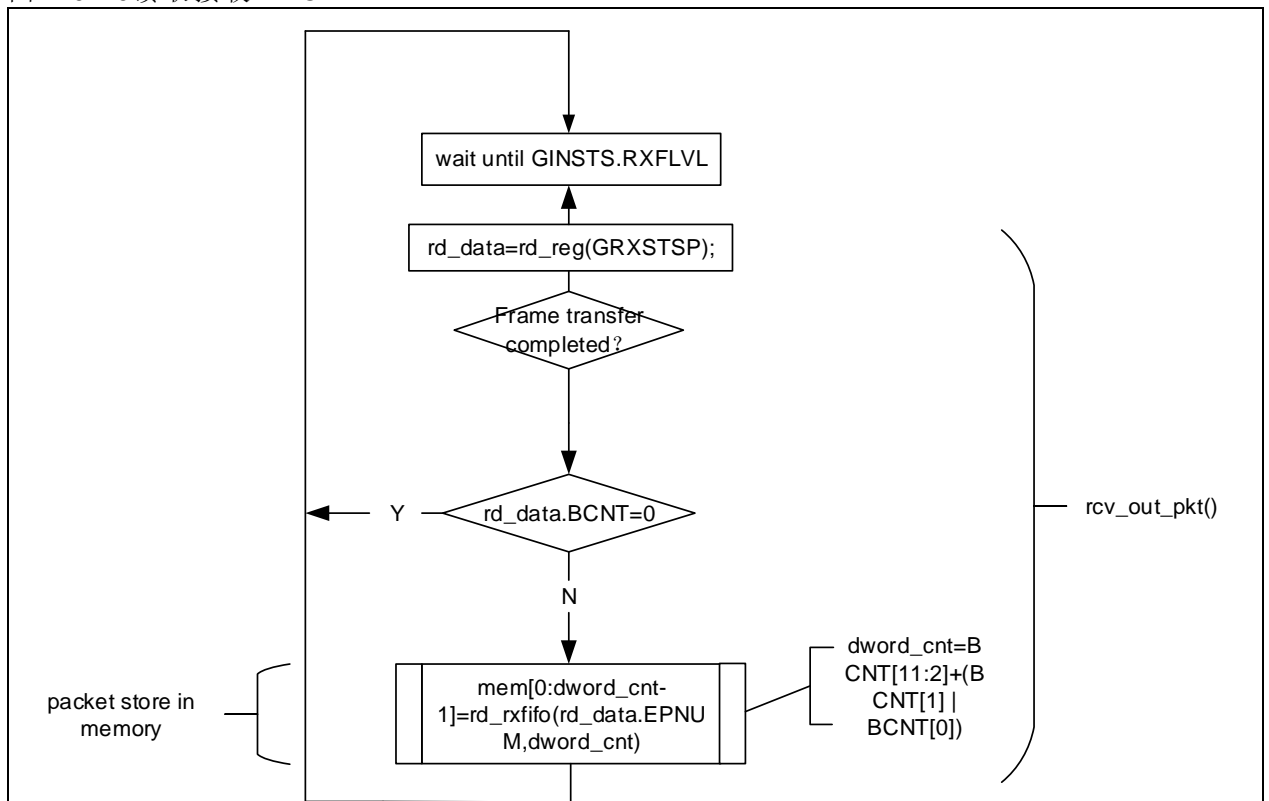 wait until GINSTS.RXFLVL
rd_data=rd_reg(GRXSTSP);
Frame transfer
completed？
Y
rd_data.BCNT=0
rcv_out_pkt()
N
packet store in
memory
mem[0:dword_cnt-
1]=rd_rxfifo(rd_data.EPNU
M,dword_cnt)
dword_cnt=B
CNT[11:2]+(B
CNT[1] |
BCNT[0])